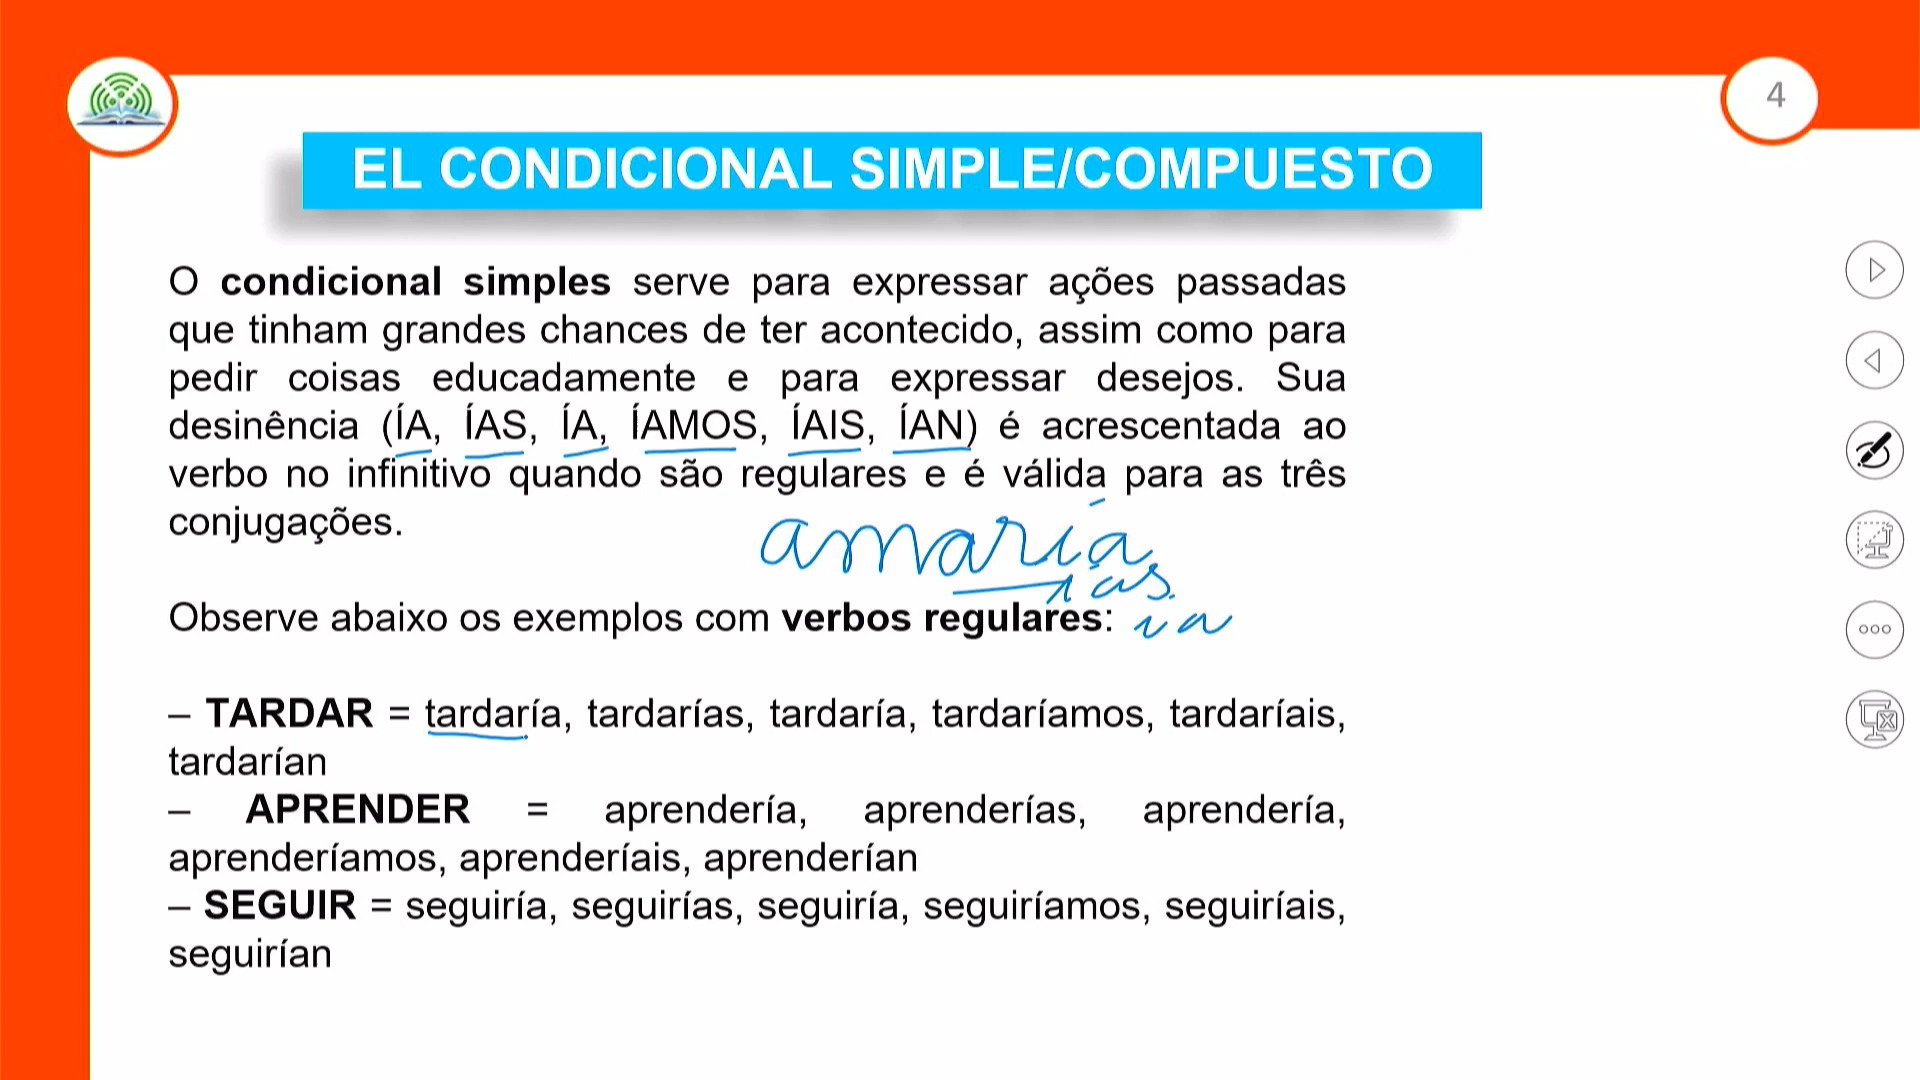 4
EL CONDICIONAL SIMPLE/COMPUESTO
O condicional simples serve para expressar ações passadas
que tinham grandes chances de ter acontecido, assim como para
pedir coisas educadamente e para expressar desejos. Sua
desinência (ÍA, ÍAS, ÍA, ÍAMOS, ÍAIS, ÍAN) é acrescentada ao
verbo no infinitivo quando são regulares e é válida para as três
conjugações.
amaría
ías
Observe abaixo os exemplos com verbos regulares: ia
– TARDAR = tardaría, tardarías, tardaría, tardaríamos, tardaríais,
tardarían
– APRENDER = aprendería, aprenderías, aprendería,
aprenderíamos, aprenderíais, aprenderían
– SEGUIR = seguiría, seguirías, seguiría, seguiríamos, seguiríais,
seguirían